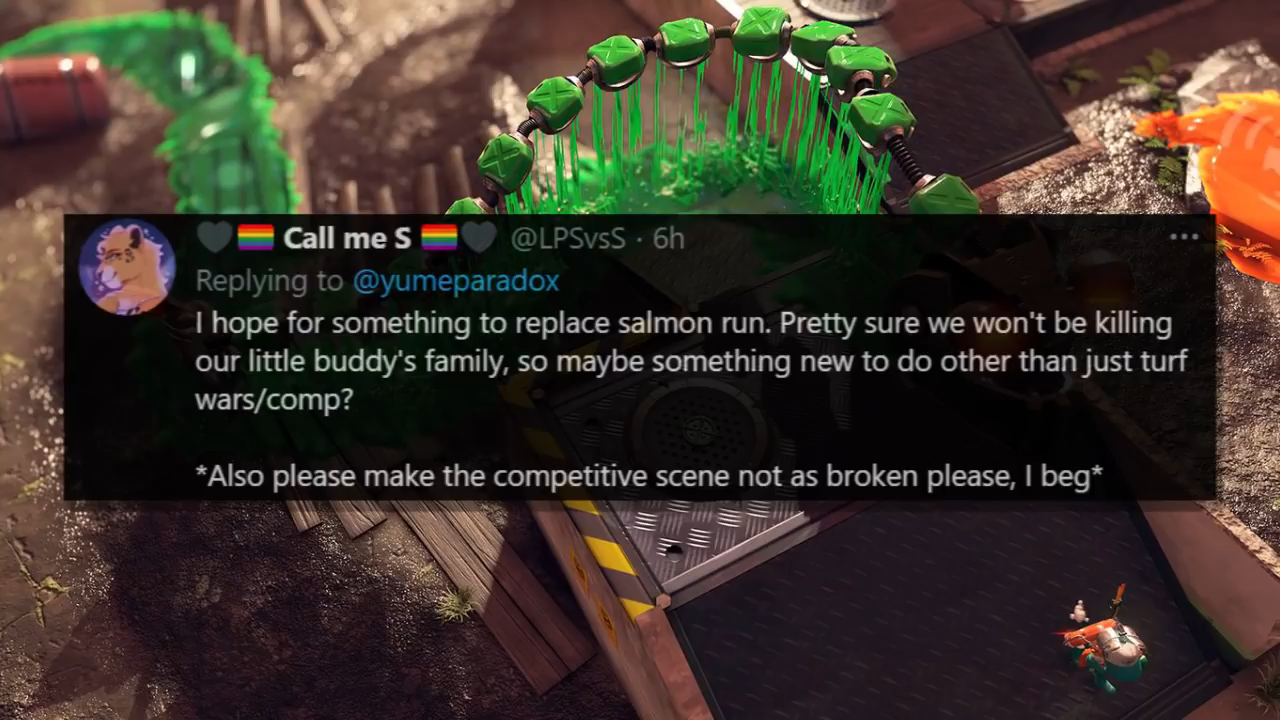 🖤🏳️‍🌈 Call me S 🏳️‍🌈🖤 @LPSvsS · 6h
Replying to @yumeparadox
I hope for something to replace salmon run. Pretty sure we won't be killing
our little buddy's family, so maybe something new to do other than just turf
wars/comp?
*Also please make the competitive scene not as broken please, I beg*